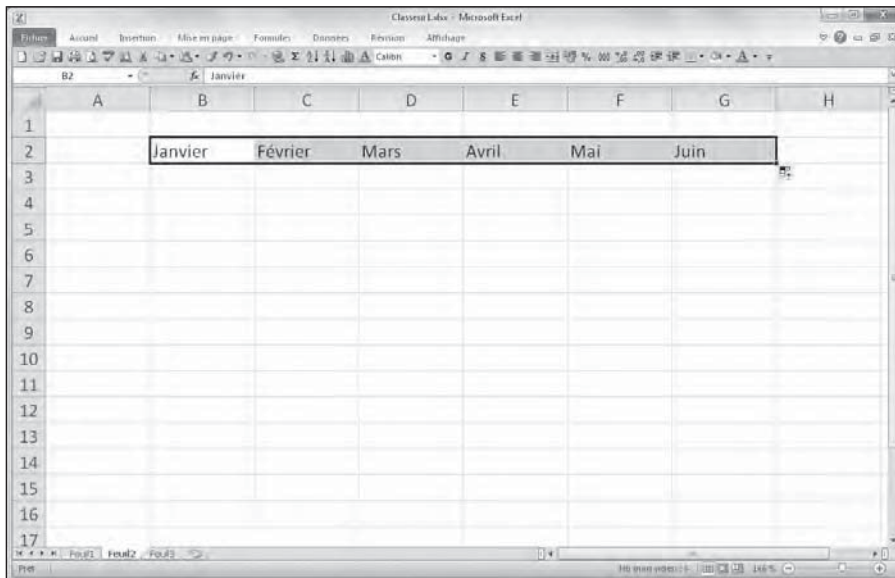 Classeur1.xlsx - Microsoft Excel
Fichier Accueil Insertion Mise en page Formules Données Révision Affichage
Calibri G I S % 000
B2 fx Janvier
A B C D E F G H
1
2 Janvier Février Mars Avril Mai Juin
3
4
5
6
7
8
9
10
11
12
13
14
15
16
17
Feuil1 Feuil2 Feuil3
Prêt